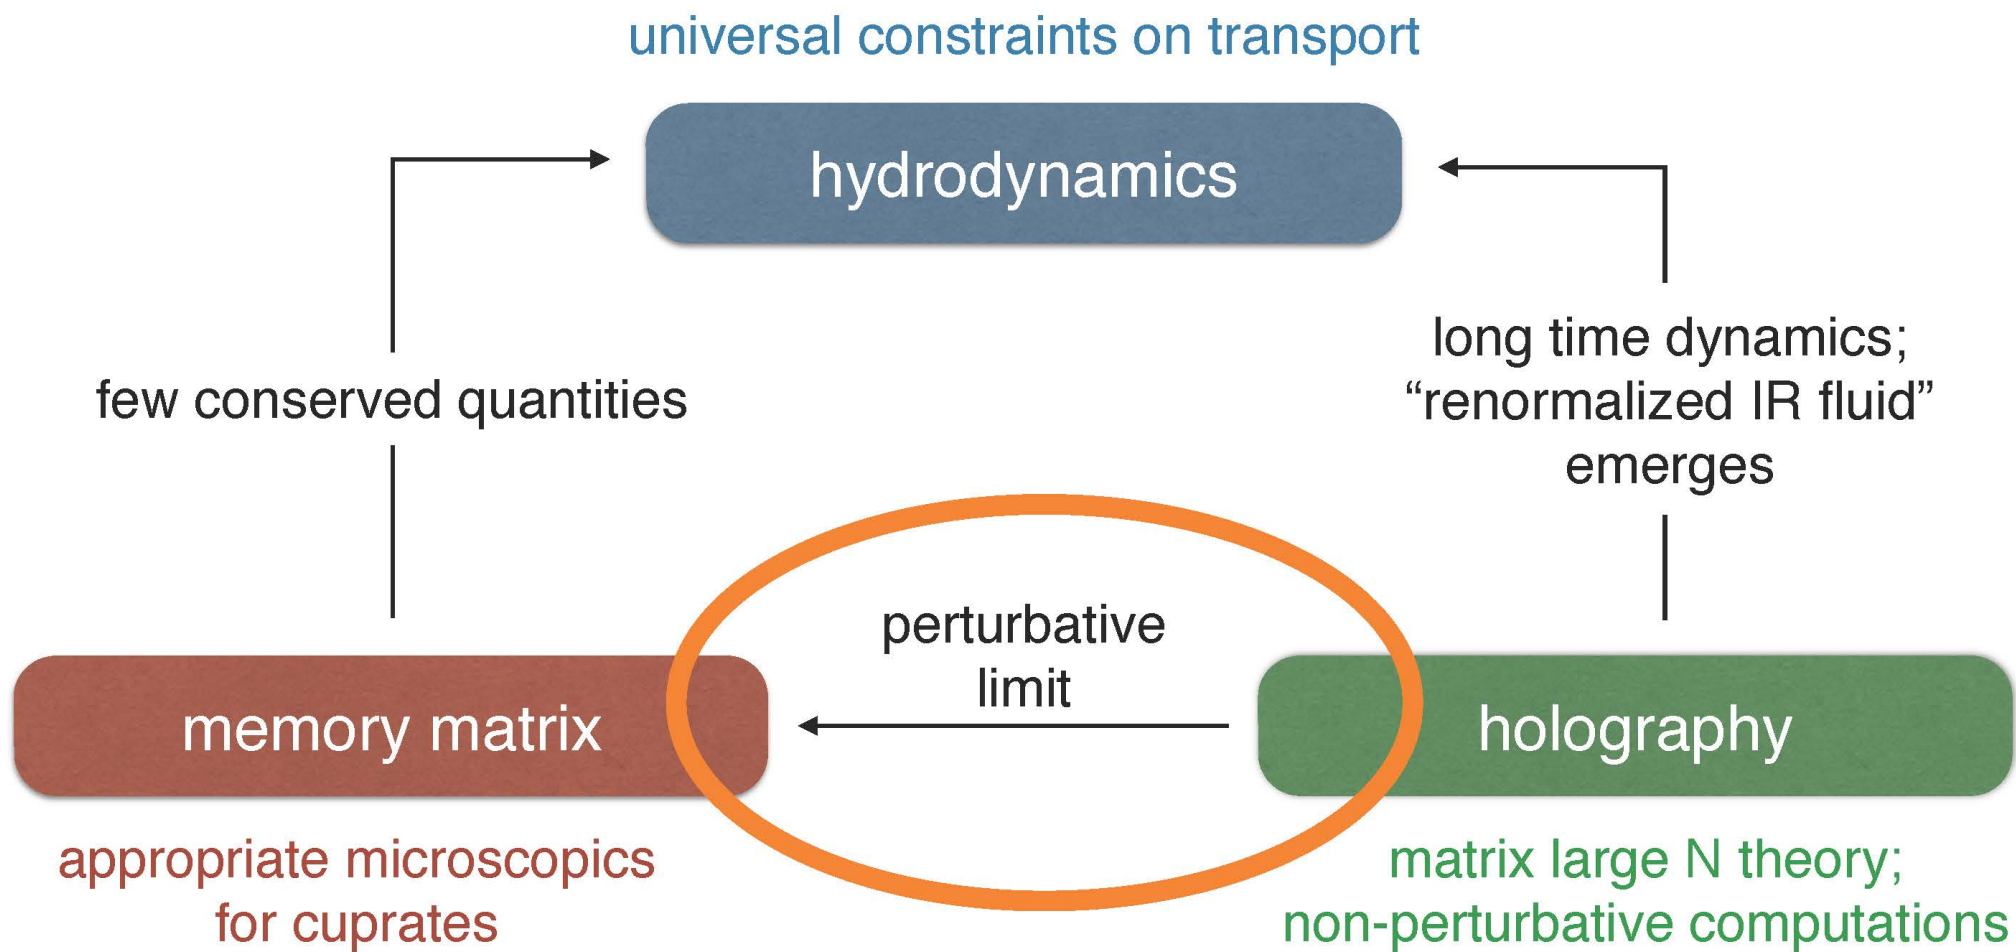 universal constraints on transport
hydrodynamics
few conserved quantities
long time dynamics;
“renormalized IR fluid”
emerges
perturbative
limit
memory matrix
holography
appropriate microscopics
for cuprates
matrix large N theory;
non-perturbative computations